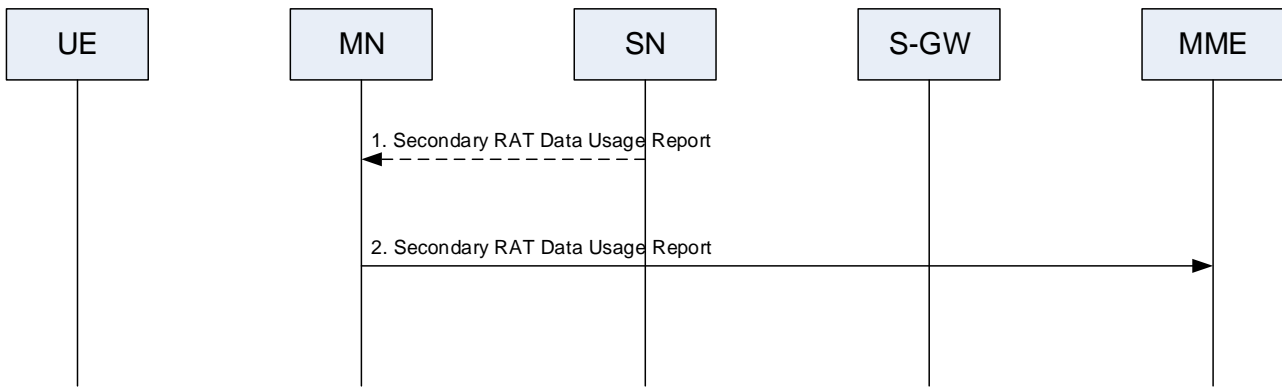 UE
MN
SN
S-GW
MME
1. Secondary RAT Data Usage Report
2. Secondary RAT Data Usage Report